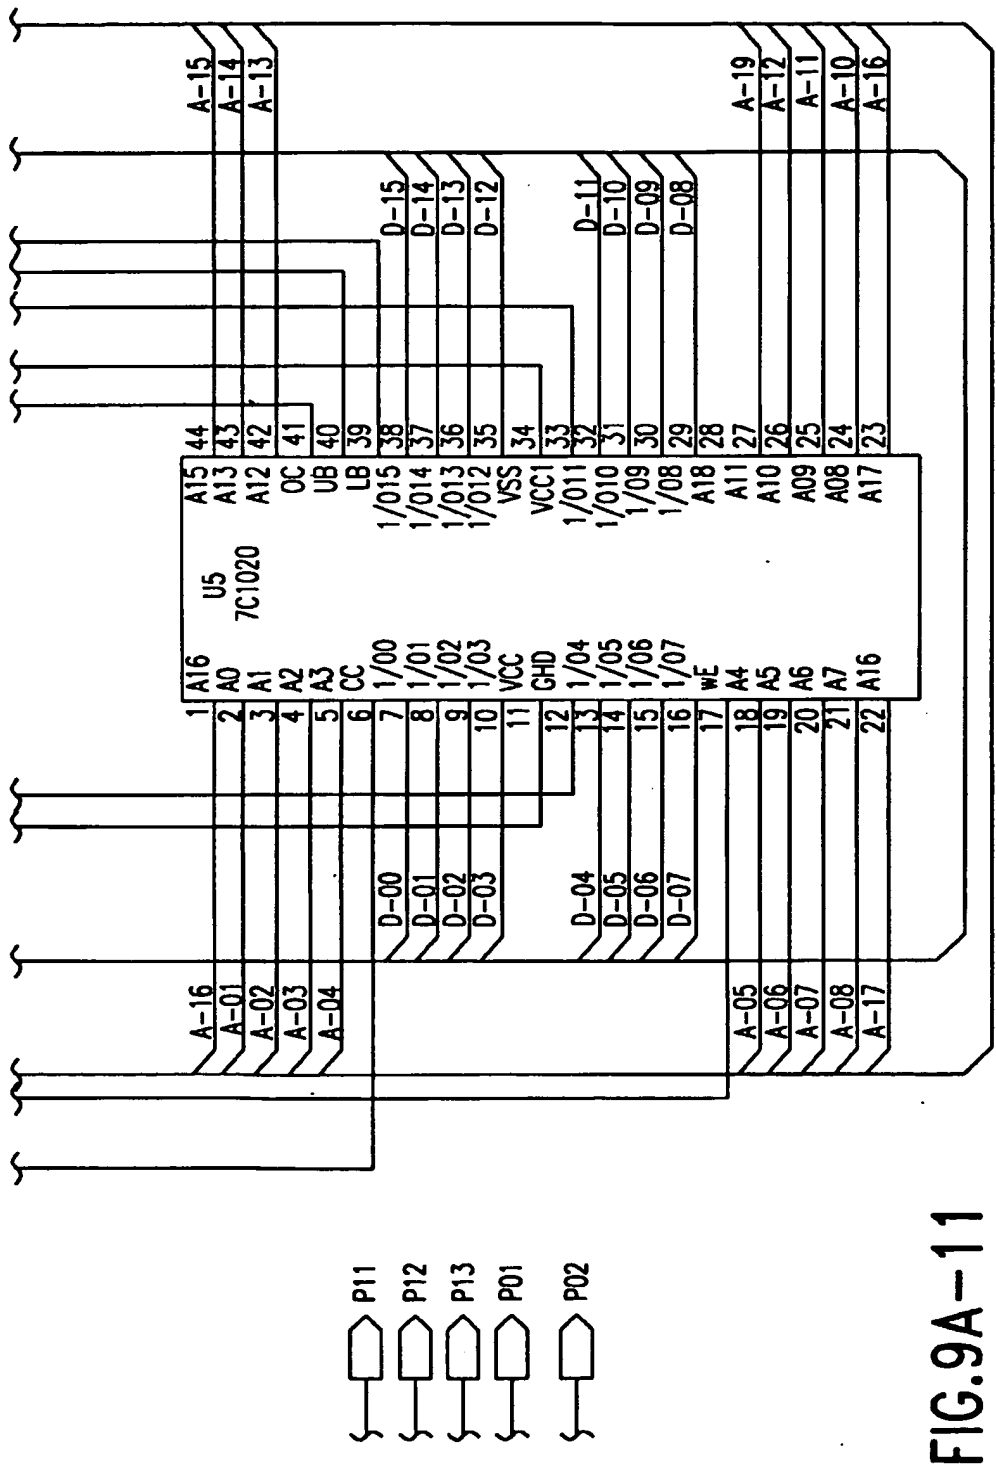 A-15
A-14
A-13
A-19
A-12
A-11
A-10
A-16
D-15
D-14
D-13
D-12
D-11
D-10
D-09
D-08
44
43
42
41
40
39
38
37
36
35
34
33
32
31
30
29
28
27
26
25
24
23
A15
A13
A12
OC
UB
LB
1/015
1/014
1/013
1/012
VSS
VCC1
1/011
1/010
1/09
1/08
A18
A11
A10
A09
A08
A17
U5
7C1020
A16
A0
A1
A2
A3
CC
1/00
1/01
1/02
1/03
VCC
GHD
1/04
1/05
1/06
1/07
WE
A4
A5
A6
A7
A16
1
2
3
4
5
6
7
8
9
10
11
12
13
14
15
16
17
18
19
20
21
22
D-00
D-01
D-02
D-03
D-04
D-05
D-06
D-07
A-16
A-01
A-02
A-03
A-04
A-05
A-06
A-07
A-08
A-17
P11
P12
P13
P01
P02
FIG.9A-11